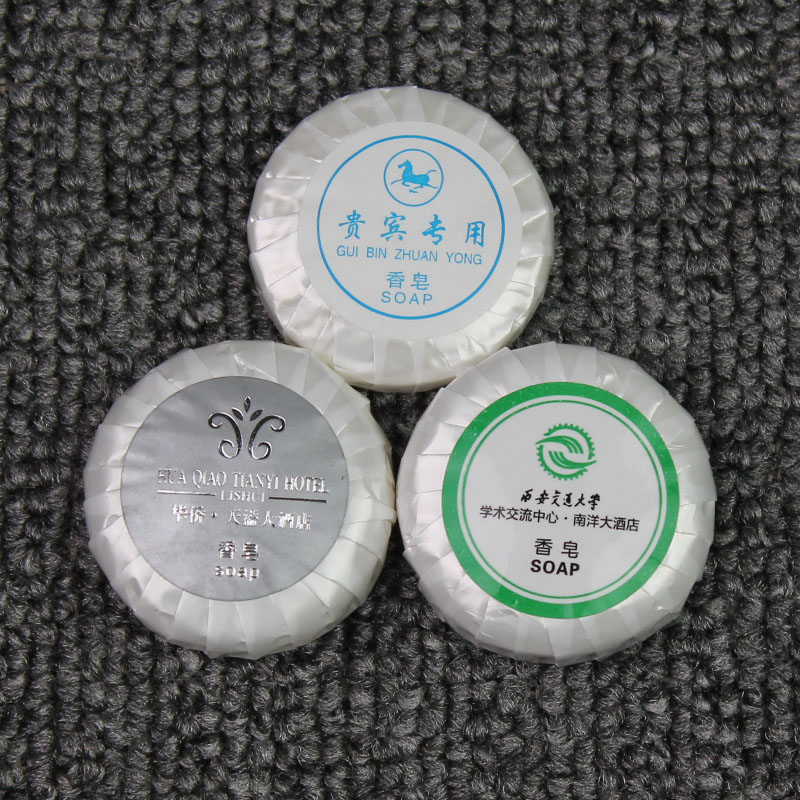 贵宾专用
GUI BIN ZHUAN YONG
香皂
SOAP
HUA QIAO TIANYI HOTEL
LISHUI
华侨·天溢大酒店
香皂
soap
西安交通大学
学术交流中心·南洋大酒店
香皂
SOAP